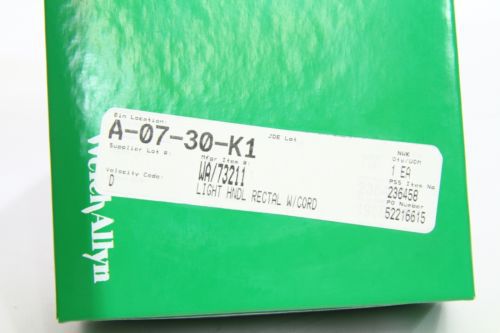 Bin Location:
A-07-30-K1
JDE Lot
NWK
Supplier Lot #:
Mfgr Item #:
Qty/UOM
WA/73211
1 EA
Velocity Code:
LIGHT HNDL RECTAL W/CORD
PSS Item No
D
236458
PO Number
52216615
WelchAllyn